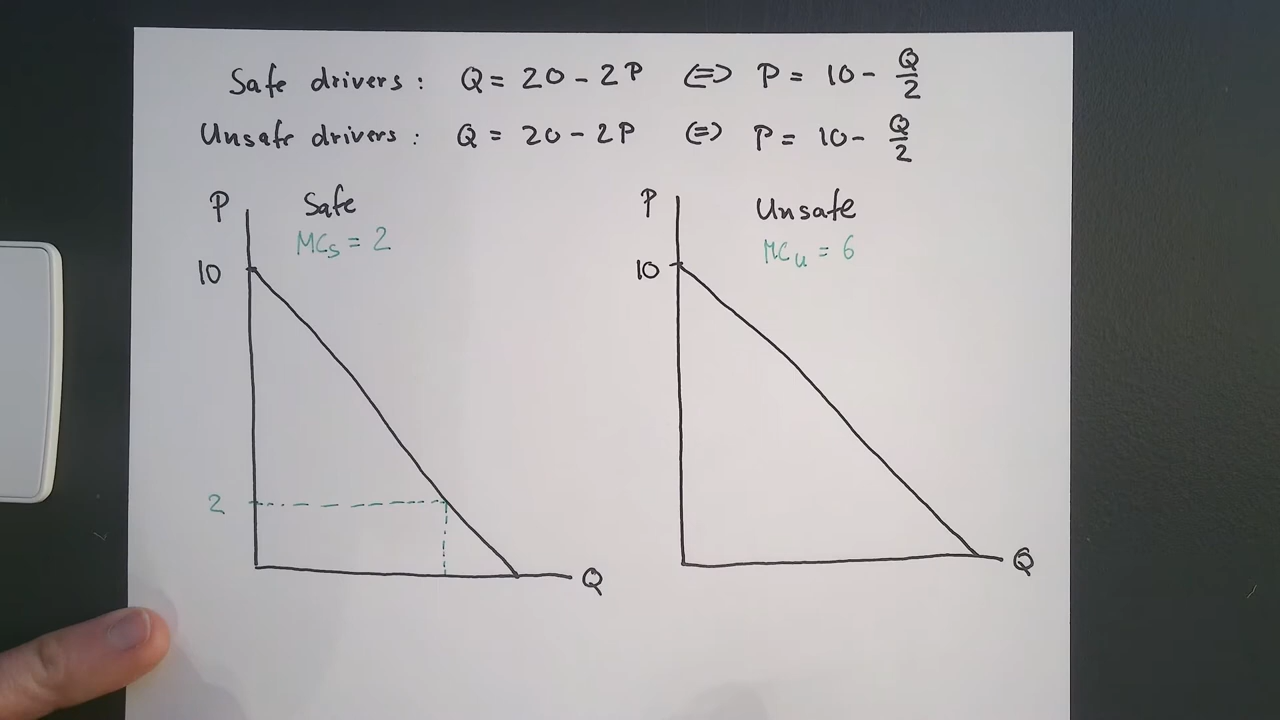 Safe drivers: Q = 20 - 2P ⇔ P = 10 - Q/2
Unsafe drivers: Q = 20 - 2P ⇔ P = 10 - Q/2
P Safe
MCs = 2
10
2
Q
P Unsafe
MCu = 6
10
Q